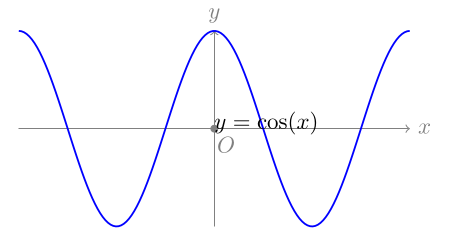 y
y = cos(x)
x
O